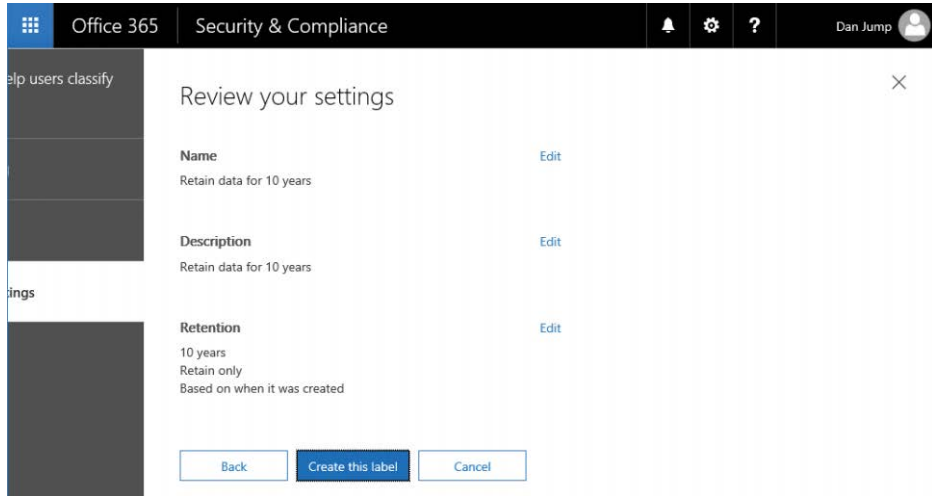 Office 365 Security & Compliance ? Dan Jump
elp users classify
Review your settings
Name Edit
Retain data for 10 years
Description Edit
Retain data for 10 years
tings
Retention Edit
10 years
Retain only
Based on when it was created
Back Create this label Cancel